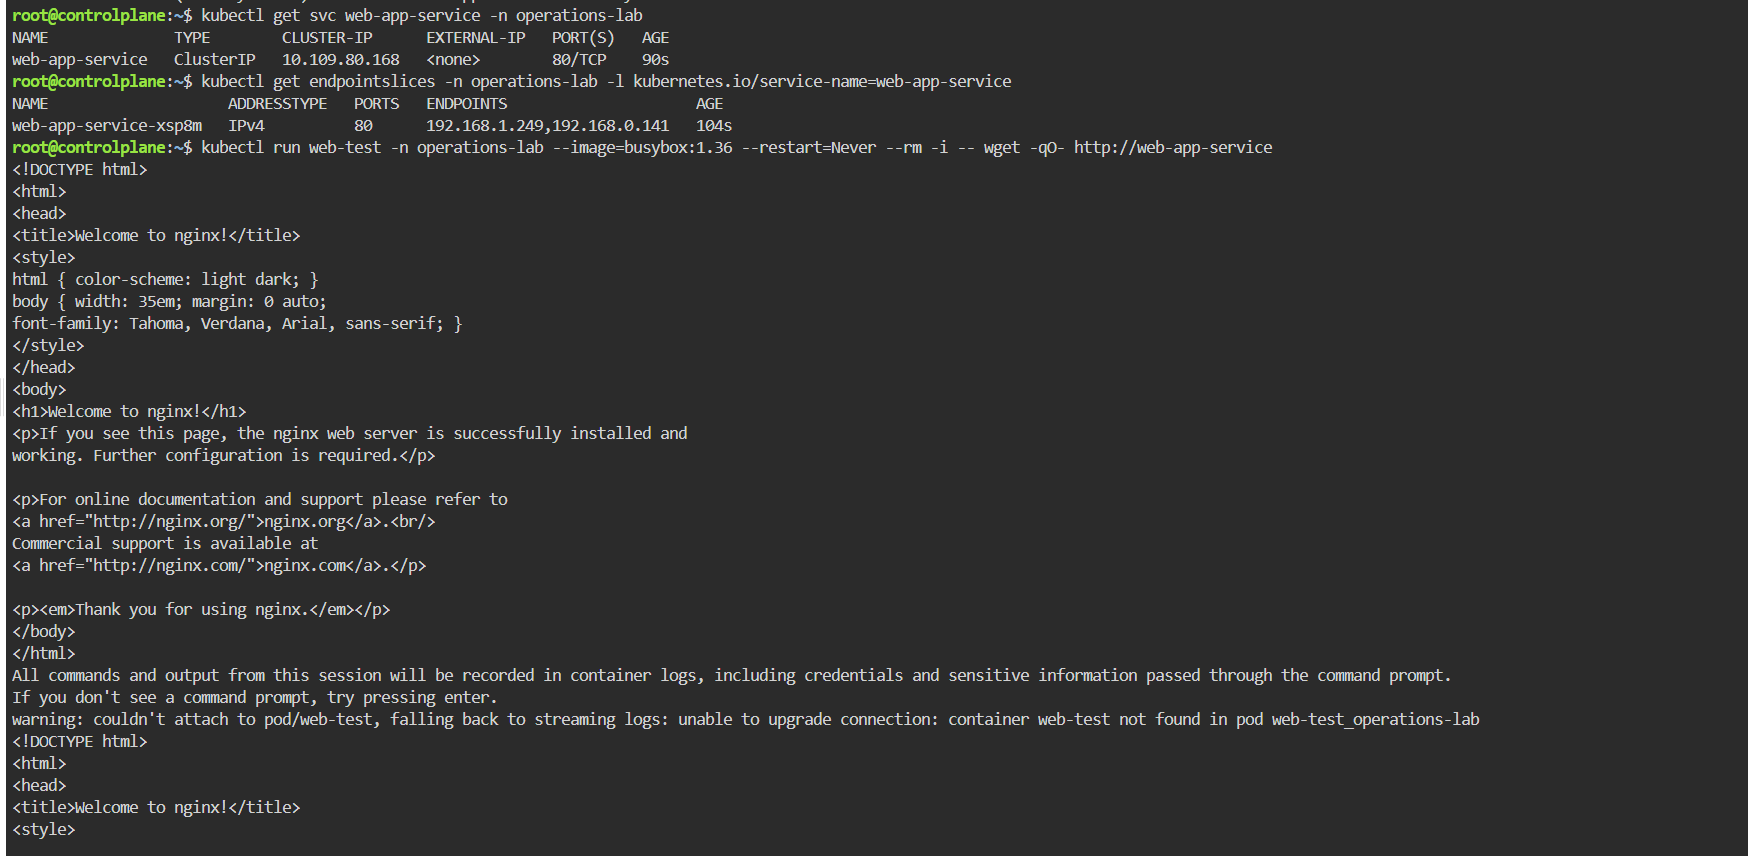 root@controlplane:~$ kubectl get svc web-app-service -n operations-lab
NAME              TYPE        CLUSTER-IP      EXTERNAL-IP   PORT(S)   AGE
web-app-service   ClusterIP   10.109.80.168   <none>        80/TCP    90s
root@controlplane:~$ kubectl get endpointslices -n operations-lab -l kubernetes.io/service-name=web-app-service
NAME                    ADDRESSTYPE   PORTS   ENDPOINTS                     AGE
web-app-service-xsp8m   IPv4          80      192.168.1.249,192.168.0.141   104s
root@controlplane:~$ kubectl run web-test -n operations-lab --image=busybox:1.36 --restart=Never --rm -i -- wget -qO- http://web-app-service
<!DOCTYPE html>
<html>
<head>
<title>Welcome to nginx!</title>
<style>
html { color-scheme: light dark; }
body { width: 35em; margin: 0 auto;
font-family: Tahoma, Verdana, Arial, sans-serif; }
</style>
</head>
<body>
<h1>Welcome to nginx!</h1>
<p>If you see this page, the nginx web server is successfully installed and
working. Further configuration is required.</p>

<p>For online documentation and support please refer to
<a href="http://nginx.org/">nginx.org</a>.<br/>
Commercial support is available at
<a href="http://nginx.com/">nginx.com</a>.</p>

<p><em>Thank you for using nginx.</em></p>
</body>
</html>
All commands and output from this session will be recorded in container logs, including credentials and sensitive information passed through the command prompt.
If you don't see a command prompt, try pressing enter.
warning: couldn't attach to pod/web-test, falling back to streaming logs: unable to upgrade connection: container web-test not found in pod web-test_operations-lab
<!DOCTYPE html>
<html>
<head>
<title>Welcome to nginx!</title>
<style>